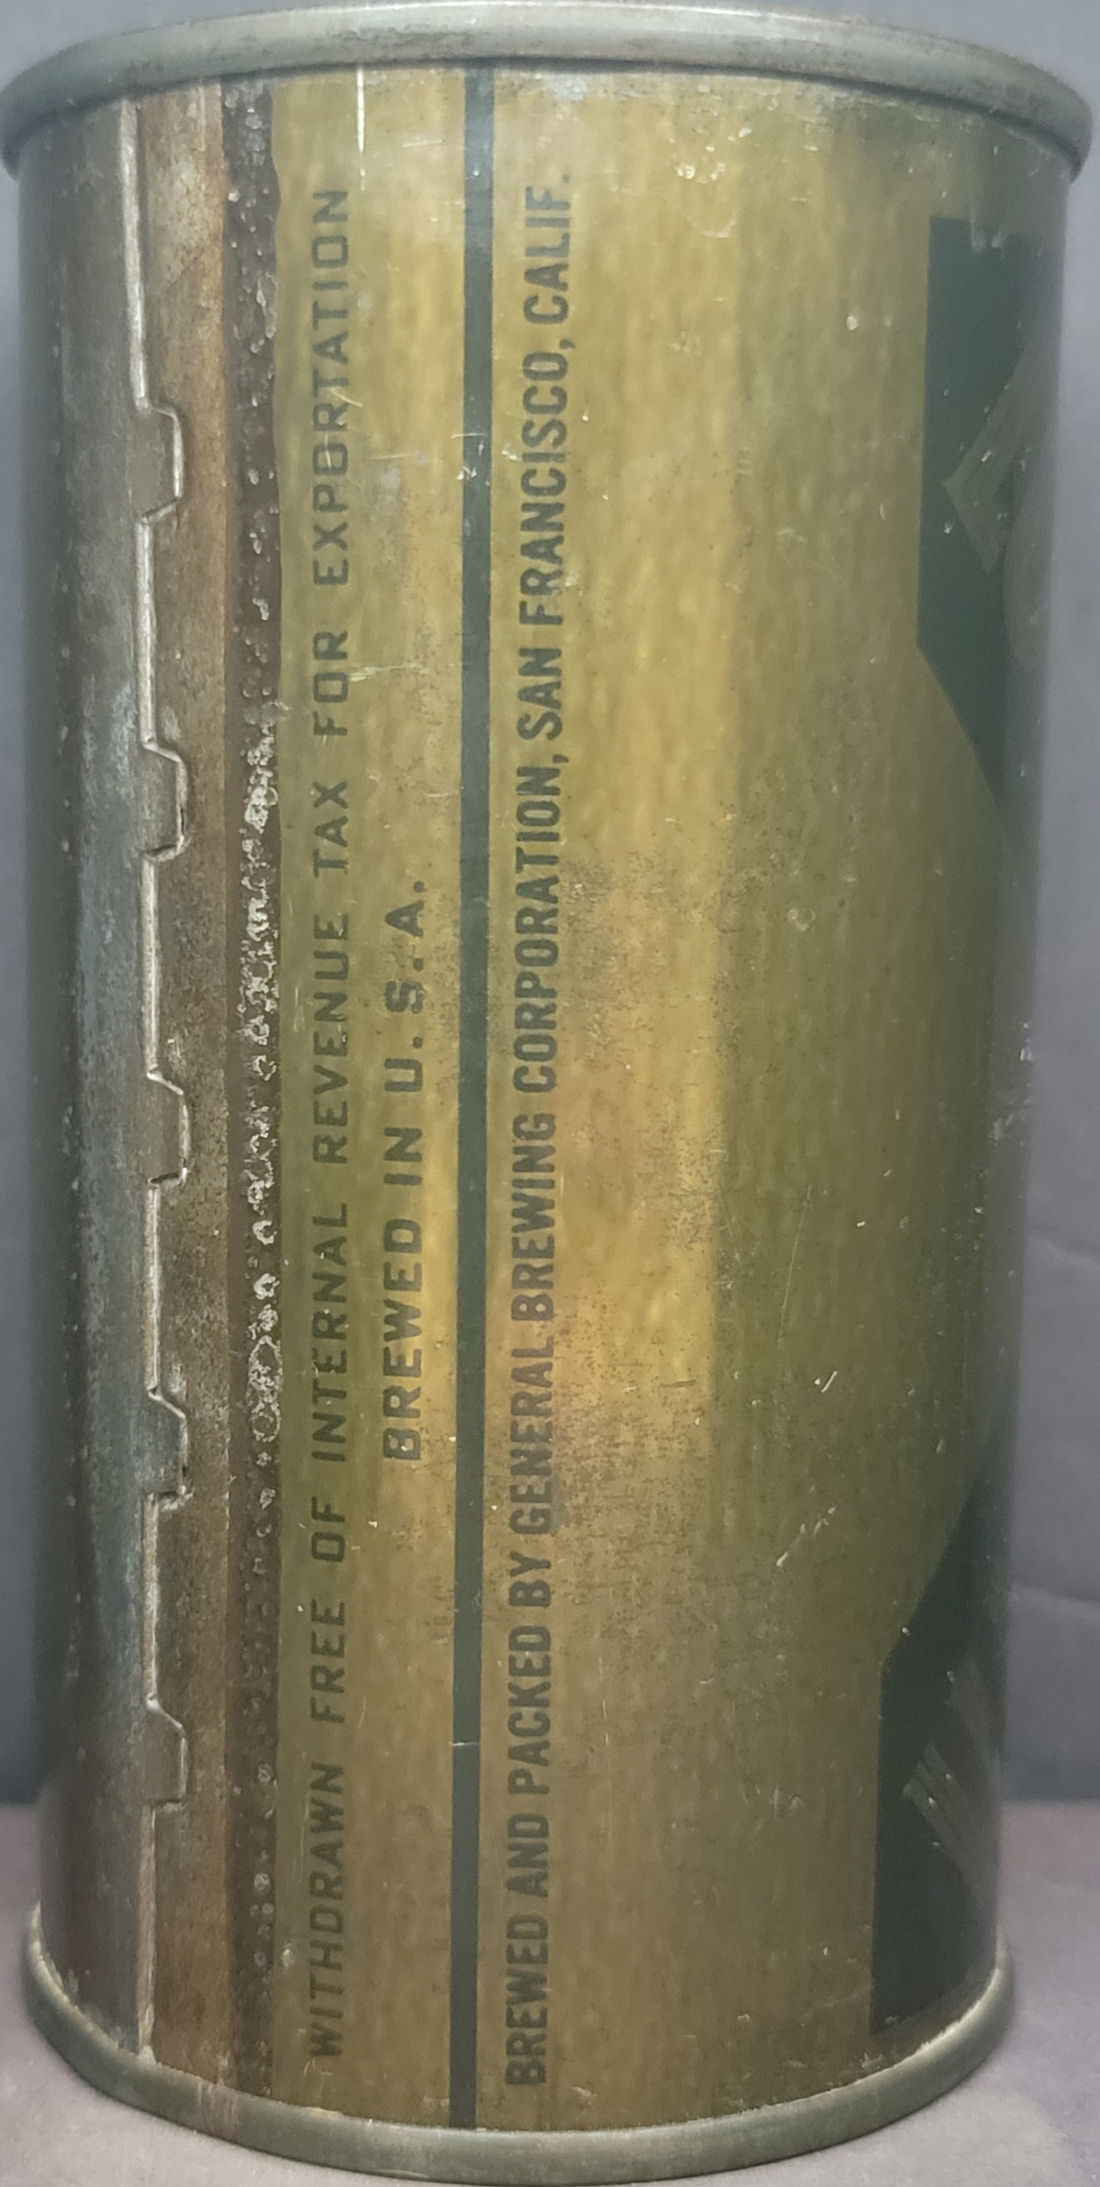 WITHDRAWN FREE OF INTERNAL REVENUE TAX FOR EXPORTATION
BREWED IN U.S.A.
BREWED AND PACKED BY GENERAL BREWING CORPORATION, SAN FRANCISCO, CALIF.